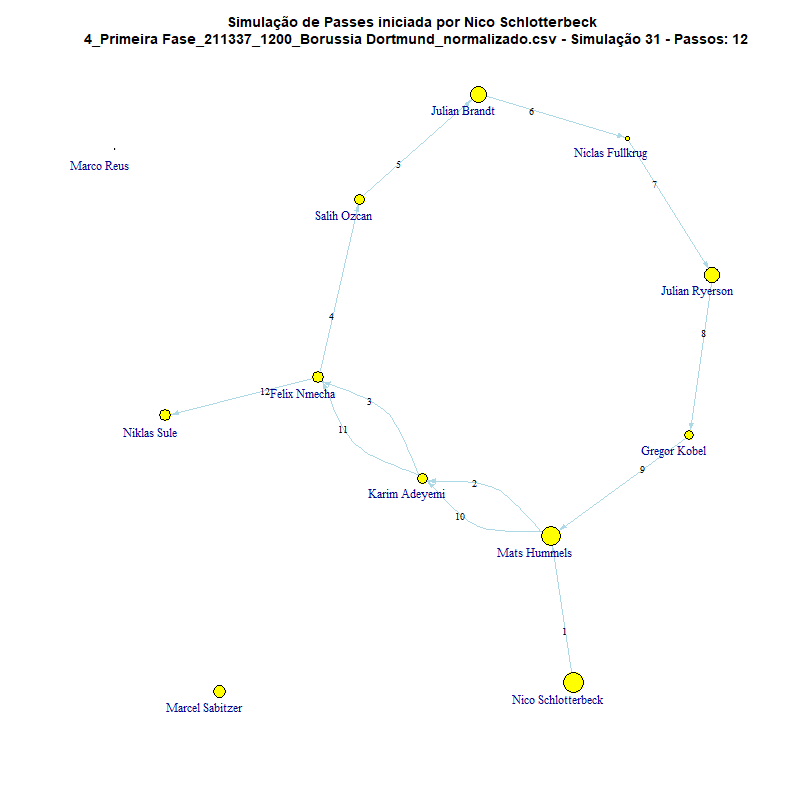 Simulação de Passes iniciada por Nico Schlotterbeck
4_Primeira Fase_211337_1200_Borussia Dortmund_normalizado.csv - Simulação 31 - Passos: 12
Julian Brandt
6
Niclas Fullkrug
Marco Reus
5
7
Salih Ozcan
Julian Ryerson
4
8
12
Felix Nmecha
3
Niklas Sule
11
Gregor Kobel
9
2
Karim Adeyemi
10
Mats Hummels
1
Nico Schlotterbeck
Marcel Sabitzer